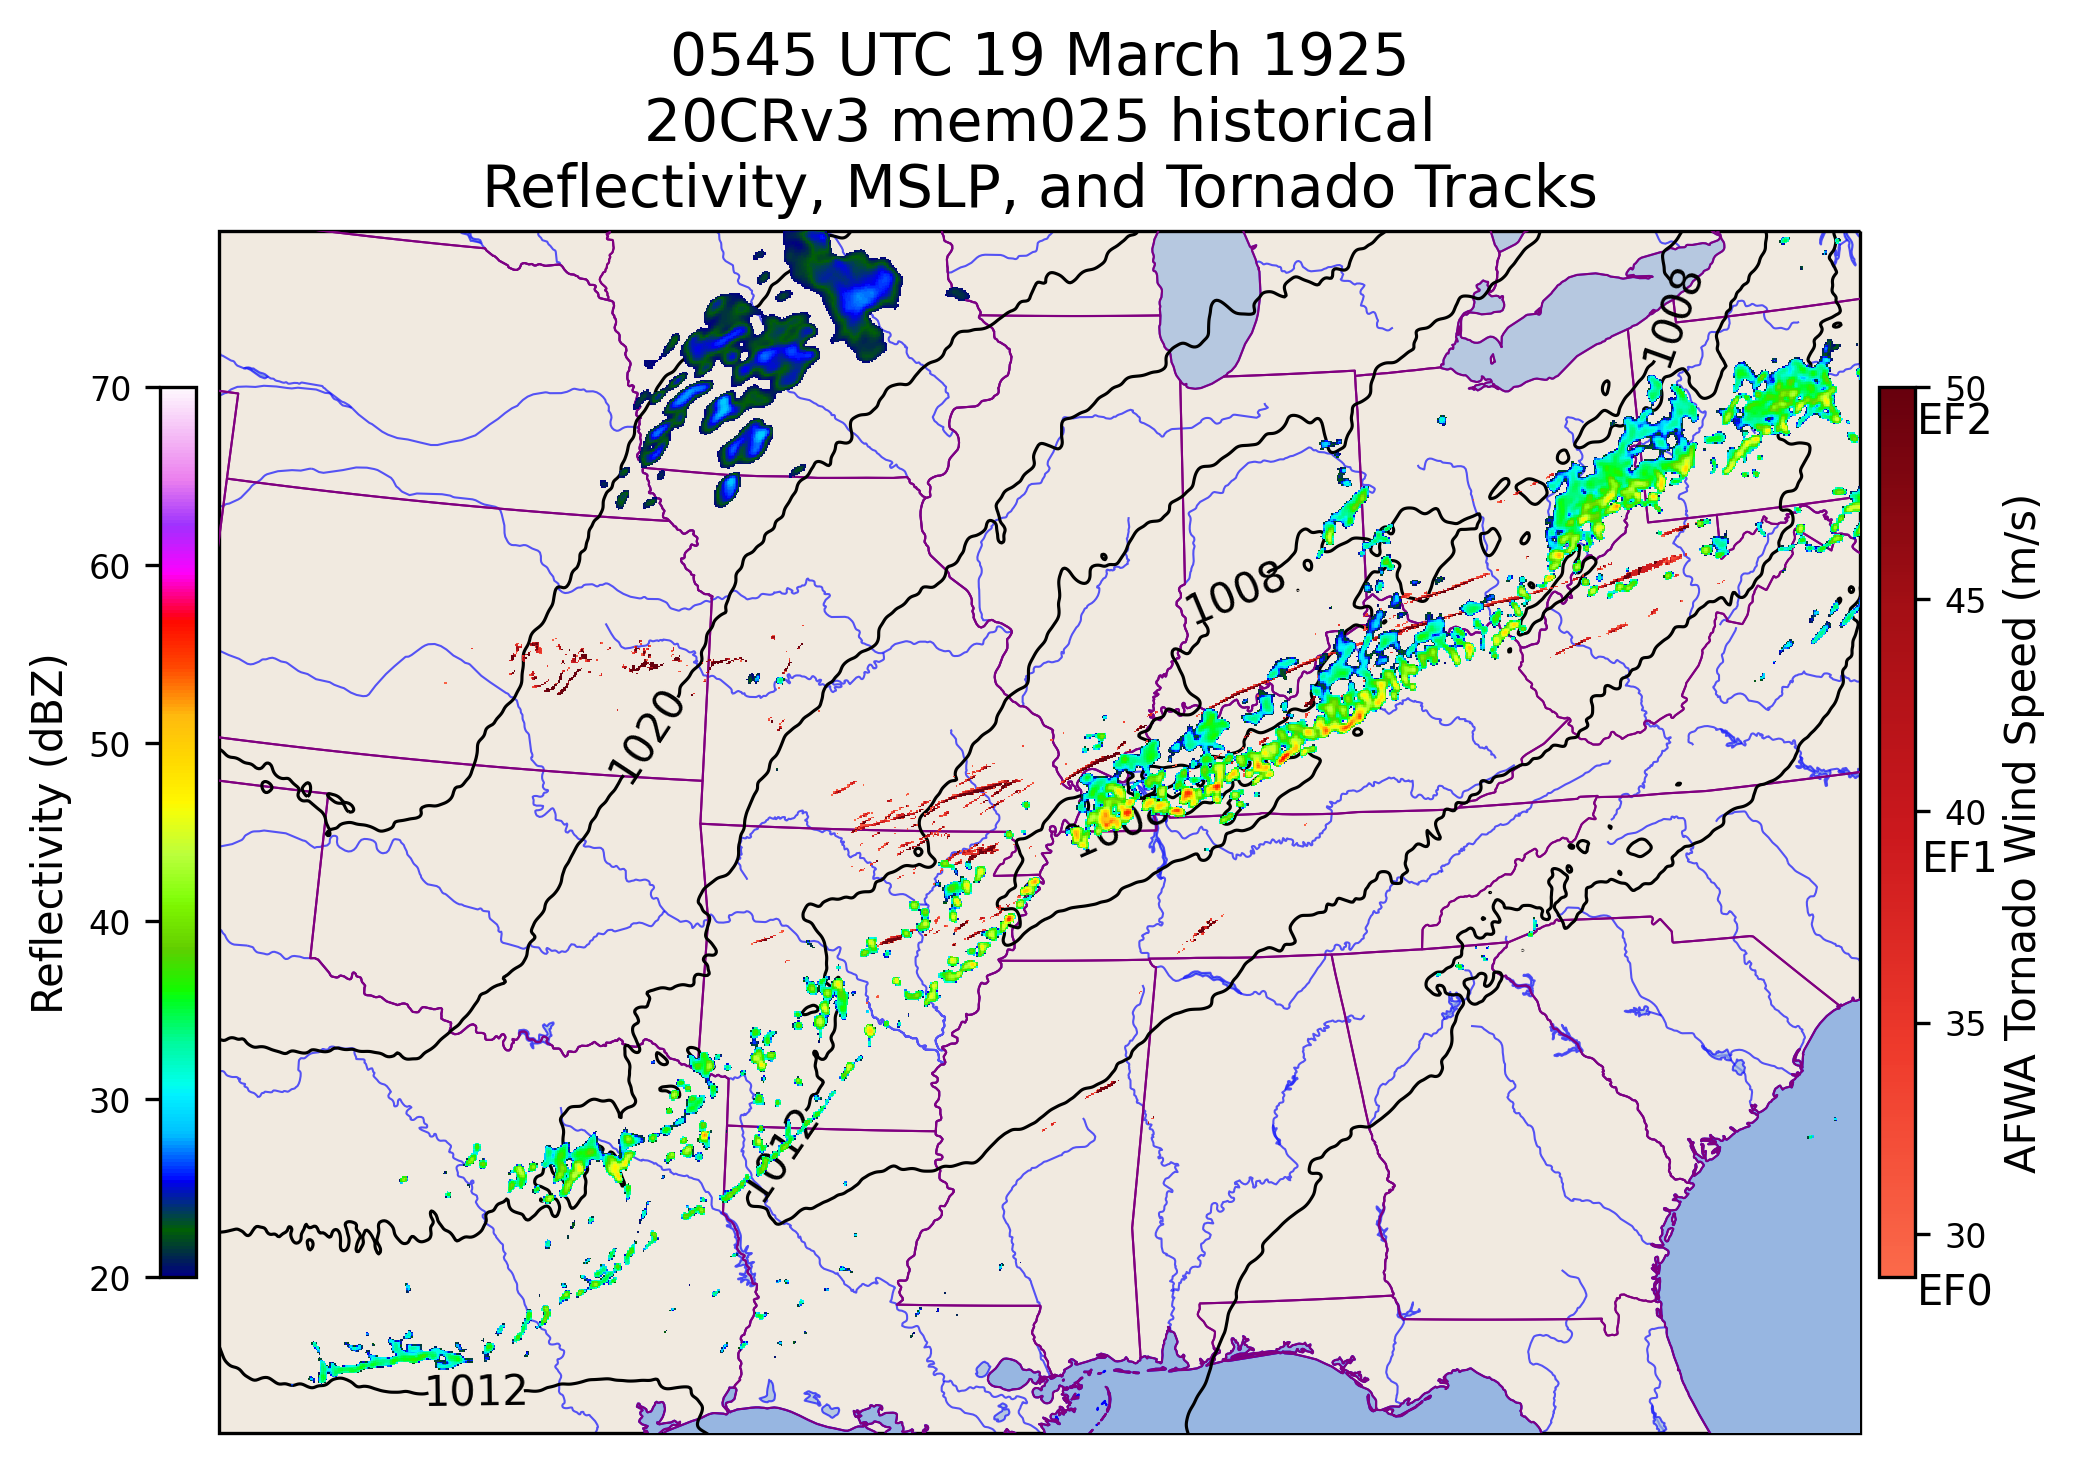 0545 UTC 19 March 1925
20CRv3 mem025 historical
Reflectivity, MSLP, and Tornado Tracks
Reflectivity (dBZ)
70
60
50
40
30
20
1008
1008
1020
1012
1012
50
EF2
45
40
EF1
35
30
EF0
AFWA Tornado Wind Speed (m/s)